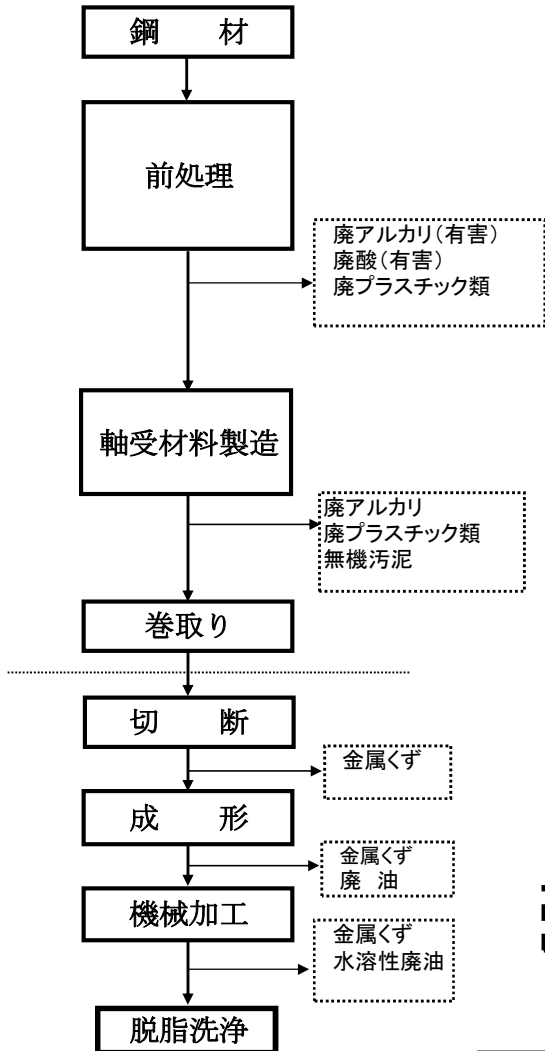 鋼　　材
前処理
廃アルカリ（有害）
廃酸（有害）
廃プラスチック類
軸受材料製造
廃アルカリ
廃プラスチック類
無機汚泥
巻取り
切　　断
金属くず
成　　形
金属くず
廃　油
機械加工
金属くず
水溶性廃油
脱脂洗浄